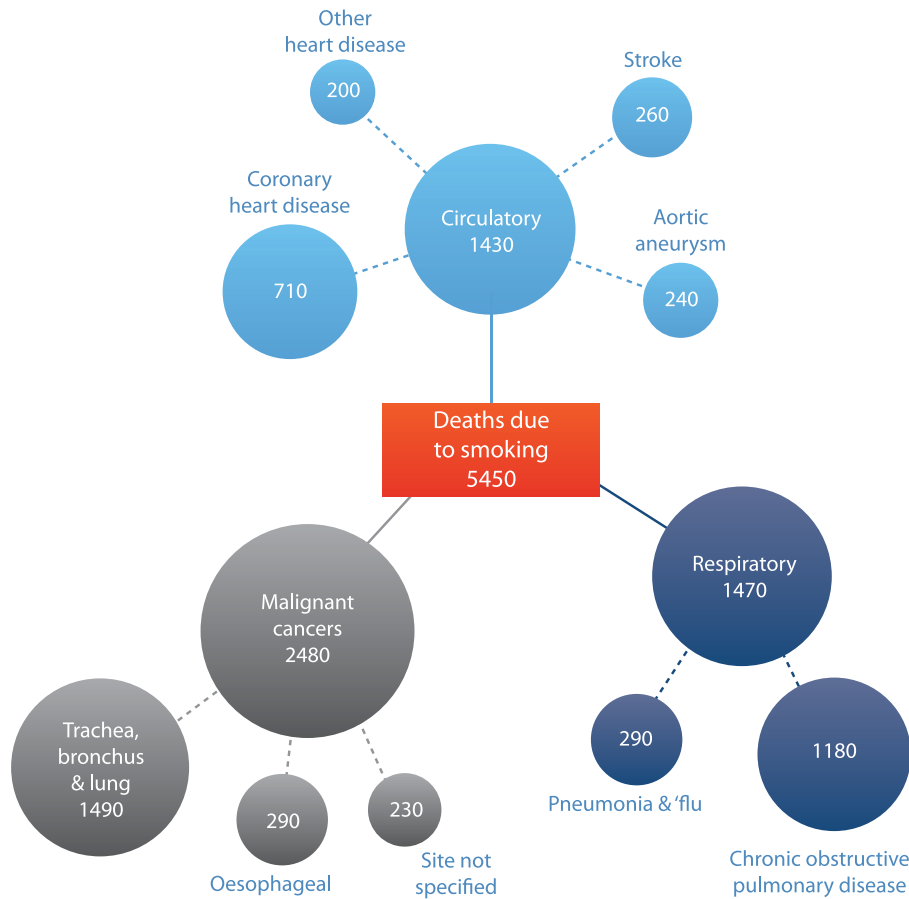 Other
heart disease
200
Stroke
260
Coronary
heart disease
710
Circulatory
1430
Aortic
aneurysm
240
Deaths due
to smoking
5450
Malignant
cancers
2480
Respiratory
1470
Trachea,
bronchus
& lung
1490
290
Oesophageal
230
Site not
specified
290
Pneumonia & ‘flu
1180
Chronic obstructive
pulmonary disease